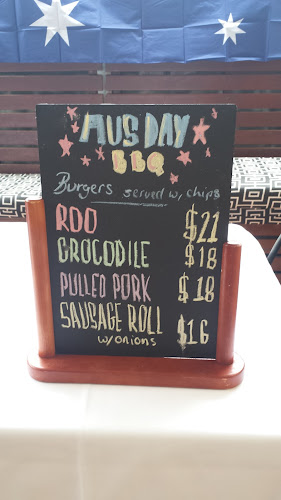 AUS DAY
BBQ
Burgers served w/ chips
ROO $21
CROCODILE $18
PULLED PORK $18
SAUSAGE ROLL $16
w/onions